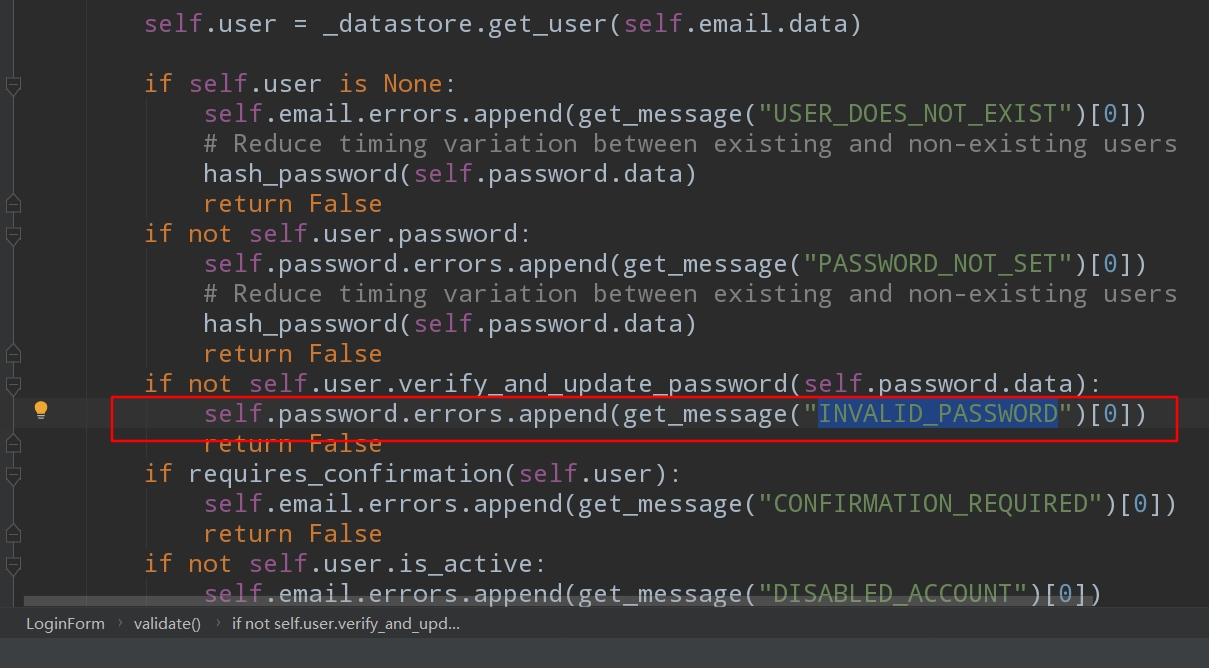 self.user = _datastore.get_user(self.email.data)
if self.user is None:
self.email.errors.append(get_message("USER_DOES_NOT_EXIST")[0])
# Reduce timing variation between existing and non-existing users
hash_password(self.password.data)
return False
if not self.user.password:
self.password.errors.append(get_message("PASSWORD_NOT_SET")[0])
# Reduce timing variation between existing and non-existing users
hash_password(self.password.data)
return False
if not self.user.verify_and_update_password(self.password.data):
self.password.errors.append(get_message("INVALID_PASSWORD")[0])
return False
if requires_confirmation(self.user):
self.email.errors.append(get_message("CONFIRMATION_REQUIRED")[0])
return False
if not self.user.is_active:
self.email.errors.append(get_message("DISABLED_ACCOUNT")[0])
LoginForm › validate() › if not self.user.verify_and_upd...